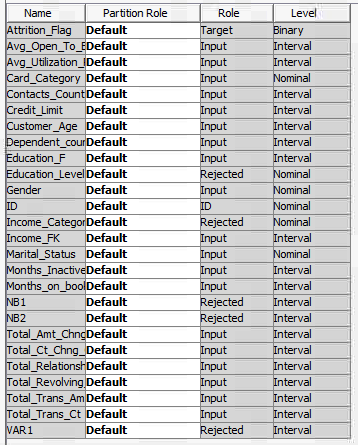 Name Partition Role Role Level
Attrition_Flag Default Target Binary
Avg_Open_To_B Default Input Interval
Avg_Utilization_ Default Input Interval
Card_Category Default Input Nominal
Contacts_Count Default Input Interval
Credit_Limit Default Input Interval
Customer_Age Default Input Interval
Dependent_coun Default Input Interval
Education_F Default Input Interval
Education_Level Default Rejected Nominal
Gender Default Input Nominal
ID Default ID Nominal
Income_Categor Default Rejected Nominal
Income_FK Default Input Interval
Marital_Status Default Input Nominal
Months_Inactive Default Input Interval
Months_on_book Default Input Interval
NB1 Default Rejected Interval
NB2 Default Rejected Interval
Total_Amt_Chng Default Input Interval
Total_Ct_Chng_ Default Input Interval
Total_Relationsh Default Input Interval
Total_Revolving_ Default Input Interval
Total_Trans_Am Default Input Interval
Total_Trans_Ct Default Input Interval
VAR1 Default Rejected Interval